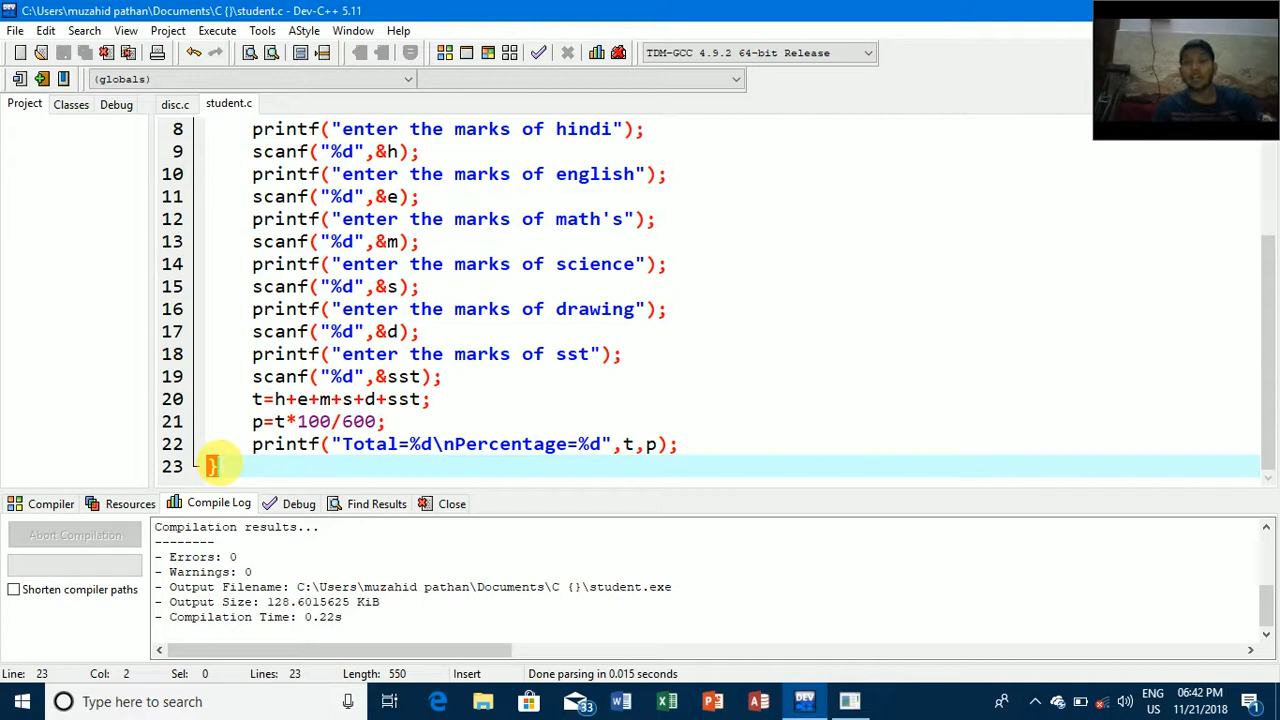 C:\Users\muzahid pathan\Documents\C {}\student.c - Dev-C++ 5.11
File Edit Search View Project Execute Tools AStyle Window Help
TDM-GCC 4.9.2 64-bit Release
(globals)
Project Classes Debug disc.c student.c
8 printf("enter the marks of hindi");
9 scanf("%d",&h);
10 printf("enter the marks of english");
11 scanf("%d",&e);
12 printf("enter the marks of math's");
13 scanf("%d",&m);
14 printf("enter the marks of science");
15 scanf("%d",&s);
16 printf("enter the marks of drawing");
17 scanf("%d",&d);
18 printf("enter the marks of sst");
19 scanf("%d",&sst);
20 t=h+e+m+s+d+sst;
21 p=t*100/600;
22 printf("Total=%d\nPercentage=%d",t,p);
23 }
Compiler Resources Compile Log Debug Find Results Close
Abort Compilation
Shorten compiler paths
Compilation results...
--------
- Errors: 0
- Warnings: 0
- Output Filename: C:\Users\muzahid pathan\Documents\C {}\student.exe
- Output Size: 128.6015625 KiB
- Compilation Time: 0.22s
Line: 23 Col: 2 Sel: 0 Lines: 23 Length: 550 Insert Done parsing in 0.015 seconds
Type here to search
33
ENG
US
06:42 PM
11/21/2018
1